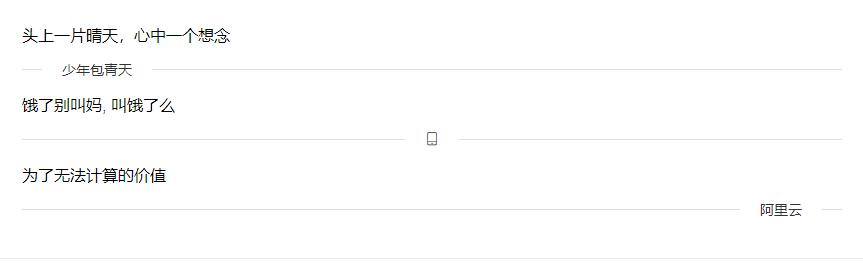 头上一片晴天，心中一个想念
少年包青天
饿了别叫妈, 叫饿了么
为了无法计算的价值
阿里云